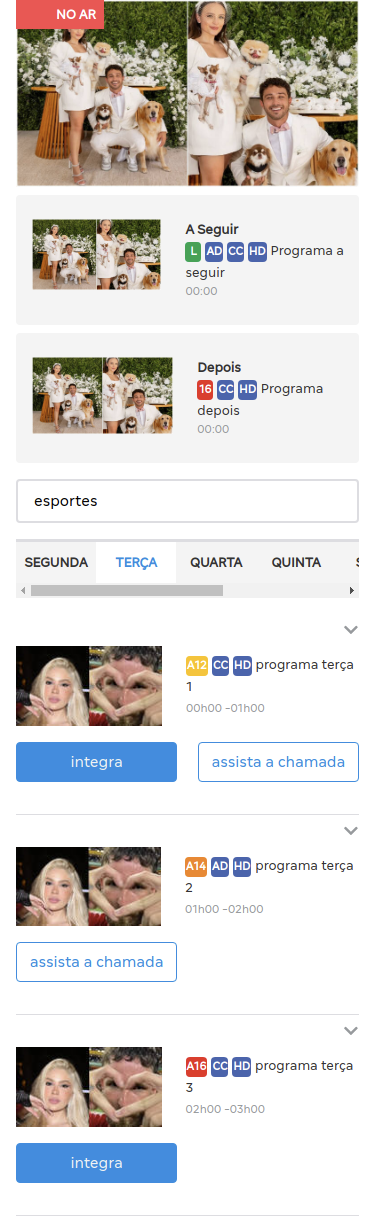 NO AR
A Seguir
L AD CC HD Programa a
seguir
00:00
Depois
16 CC HD Programa
depois
00:00
esportes
SEGUNDA TERÇA QUARTA QUINTA
A12 CC HD programa terça
1
00h00 -01h00
integra assista a chamada
A14 AD HD programa terça
2
01h00 -02h00
assista a chamada
A16 CC HD programa terça
3
02h00 -03h00
integra